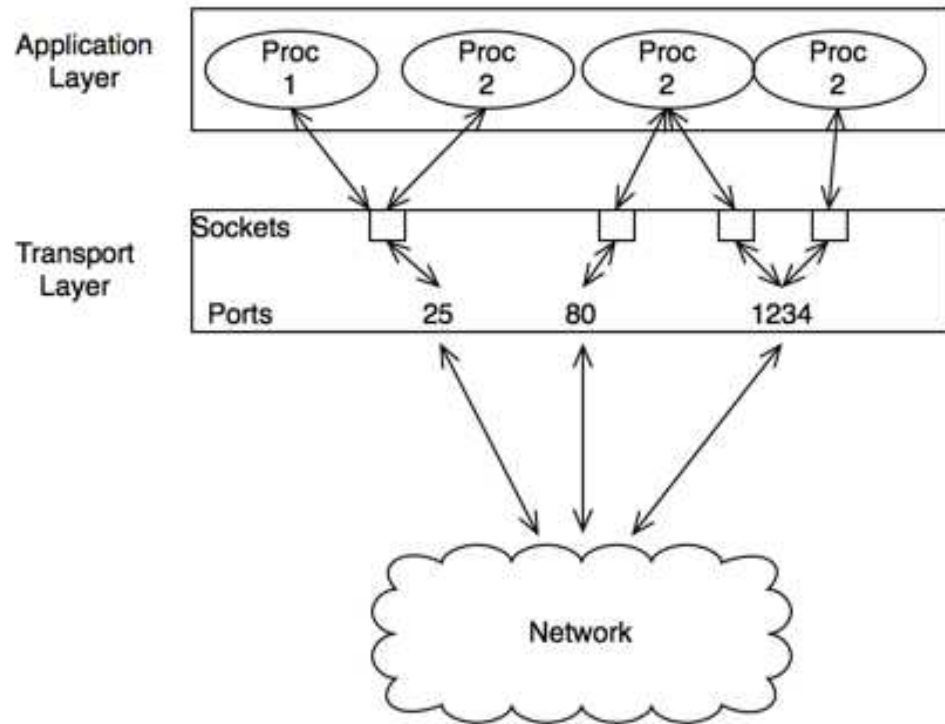 Application
Layer
Proc
1
Proc
2
Proc
2
Proc
2
Sockets
Transport
Layer
Ports
25
80
1234
Network